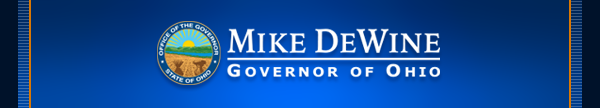 OFFICE OF THE GOVERNOR
STATE OF OHIO
MIKE DEWINE
GOVERNOR OF OHIO